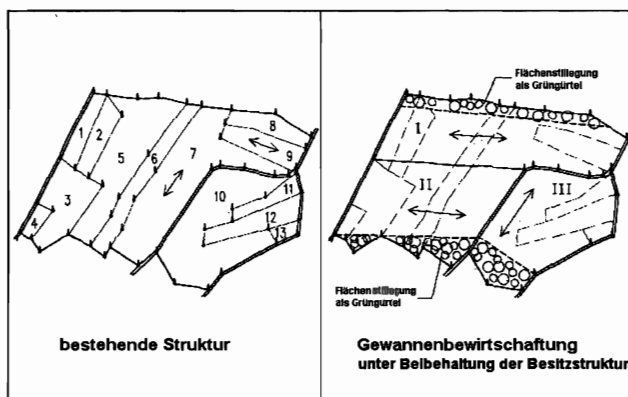 1
2
3
4
5
6
7
8
9
10
11
12
13
bestehende Struktur
Flächenstillegung
als Grüngürtel
I
II
III
Flächenstillegung
als Grüngürtel
Gewannenbewirtschaftung
unter Beibehaltung der Besitzstruktur